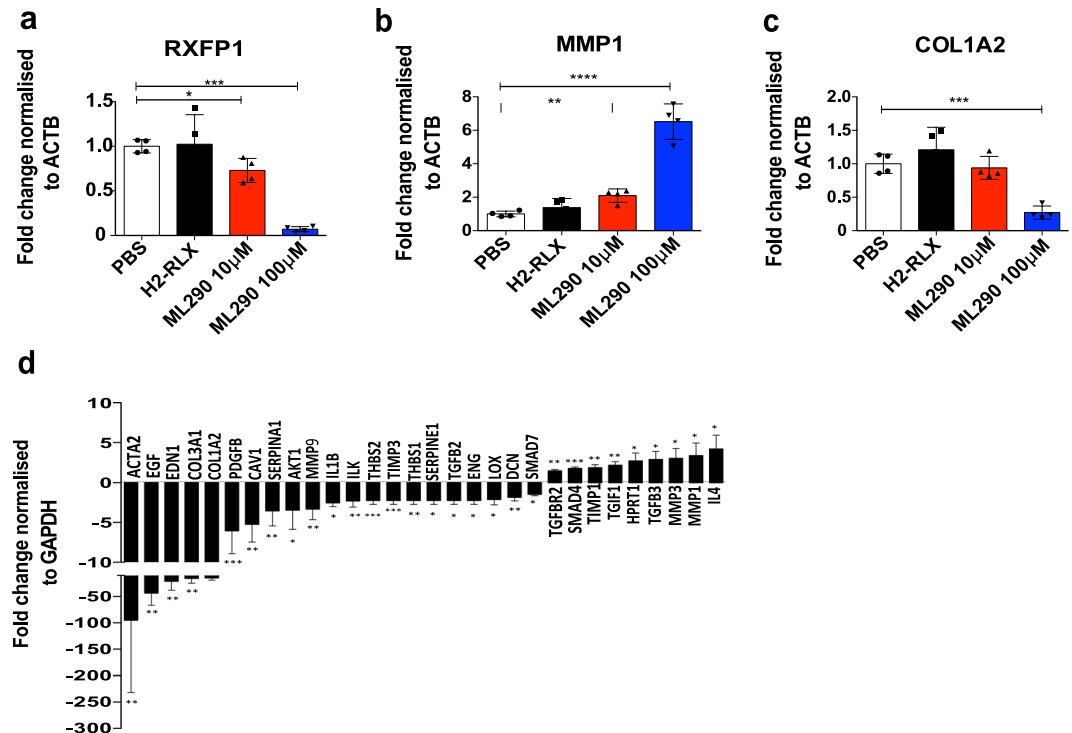 a
RXFP1
Fold change normalised
to ACTB
***
*
1.5
1.0
0.5
0
PBS
H2-RLX
ML290 10µM
ML290 100µM
b
MMP1
Fold change normalised
to ACTB
****
**
8
6
4
2
0
PBS
H2-RLX
ML290 10µM
ML290 100µM
c
COL1A2
Fold change normalised
to ACTB
***
2.0
1.5
1.0
0.5
0
PBS
H2-RLX
ML290 10µM
ML290 100µM
d
Fold change normalised
to GAPDH
10
5
0
-5
-10
-50
-100
-150
-200
-250
-300
ACTA2
EGF
EDN1
COL3A1
COL1A2
PDGFB
CAV1
SERPINA1
AKT1
MMP9
IL1B
ILK
THBS2
TIMP3
THBS1
SERPINE1
TGFB2
ENG
LOX
DCN
SMAD7
TGFBR2
SMAD4
TIMP1
TGIF1
HPRT1
TGFB3
MMP3
MMP1
IL4
** *** ** ** * * * * *
*** ** ** * ** * ** *** *** ** * * * * ** *
** ** ** **